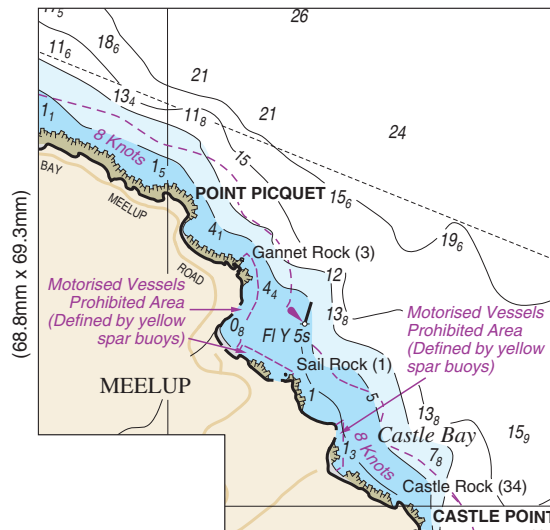 26
17₅
18₆
11₆
21
13₄
11₈
21
24
1₁
8 Knots
15
1₅
BAY
MEELUP
POINT PICQUET
15₆
4₁
19₆
ROAD
Gannet Rock (3)
12
Motorised Vessels
Prohibited Area
(Defined by yellow
spar buoys)
4₄
13₈
Motorised Vessels
Prohibited Area
(Defined by yellow
spar buoys)
0₈
Fl Y 5s
Sail Rock (1)
MEELUP
1
5
13₈
Castle Bay
15₉
1₃
8 Knots
7₈
Castle Rock (34)
CASTLE POINT
(68.8mm x 69.3mm)